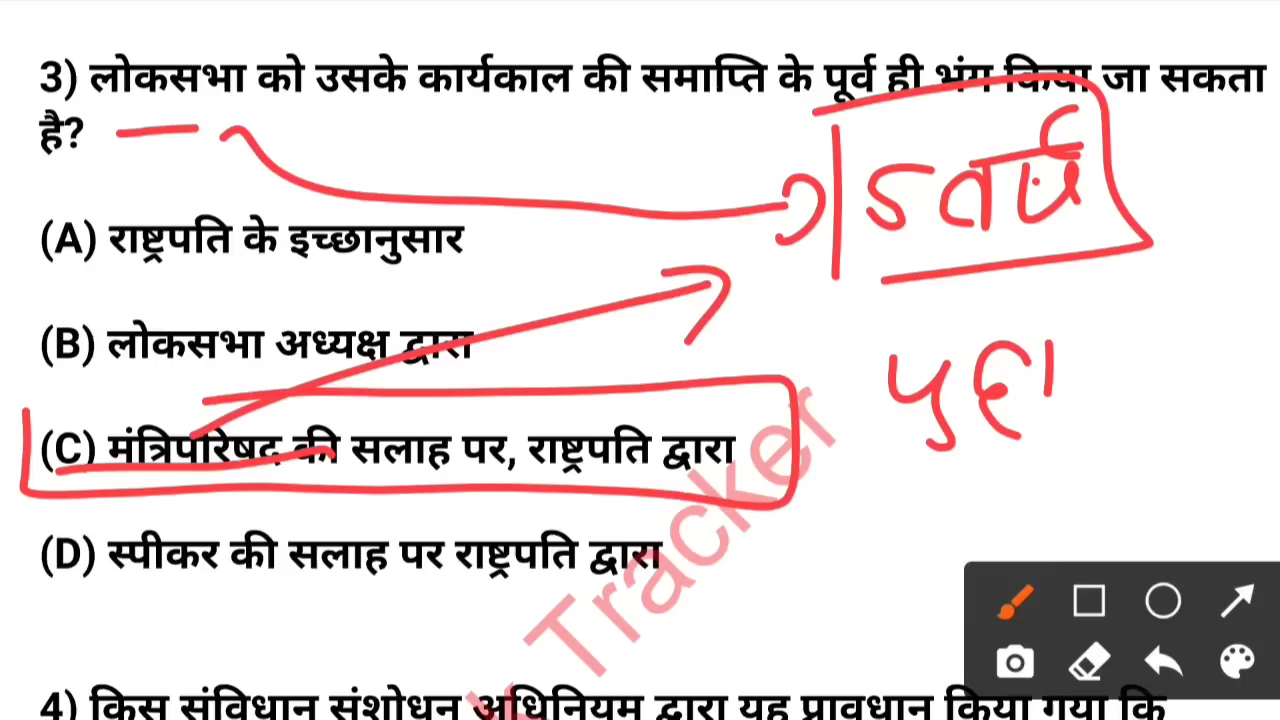 3) लोकसभा को उसके कार्यकाल की समाप्ति के पूर्व ही भंग किया जा सकता
है?
5 वर्ष
(A) राष्ट्रपति के इच्छानुसार
(B) लोकसभा अध्यक्ष द्वारा
(C) मंत्रिपरिषद की सलाह पर, राष्ट्रपति द्वारा
(D) स्पीकर की सलाह पर राष्ट्रपति द्वारा
Tracker
4) किस संविधान संशोधन अधिनियम द्वारा यह प्रावधान किया गया कि